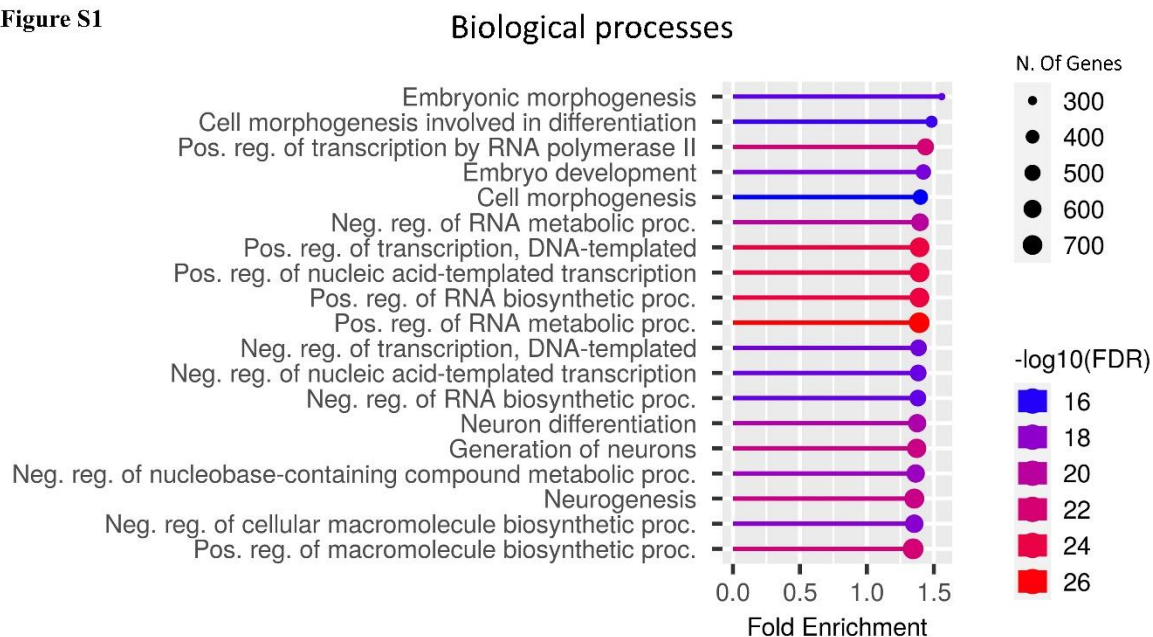 Figure S1
Biological processes
Embryonic morphogenesis
Cell morphogenesis involved in differentiation
Pos. reg. of transcription by RNA polymerase II
Embryo development
Cell morphogenesis
Neg. reg. of RNA metabolic proc.
Pos. reg. of transcription, DNA-templated
Pos. reg. of nucleic acid-templated transcription
Pos. reg. of RNA biosynthetic proc.
Pos. reg. of RNA metabolic proc.
Neg. reg. of transcription, DNA-templated
Neg. reg. of nucleic acid-templated transcription
Neg. reg. of RNA biosynthetic proc.
Neuron differentiation
Generation of neurons
Neg. reg. of nucleobase-containing compound metabolic proc.
Neurogenesis
Neg. reg. of cellular macromolecule biosynthetic proc.
Pos. reg. of macromolecule biosynthetic proc.
0.0 0.5 1.0 1.5
Fold Enrichment
N. Of Genes
300
400
500
600
700
-log10(FDR)
16
18
20
22
24
26